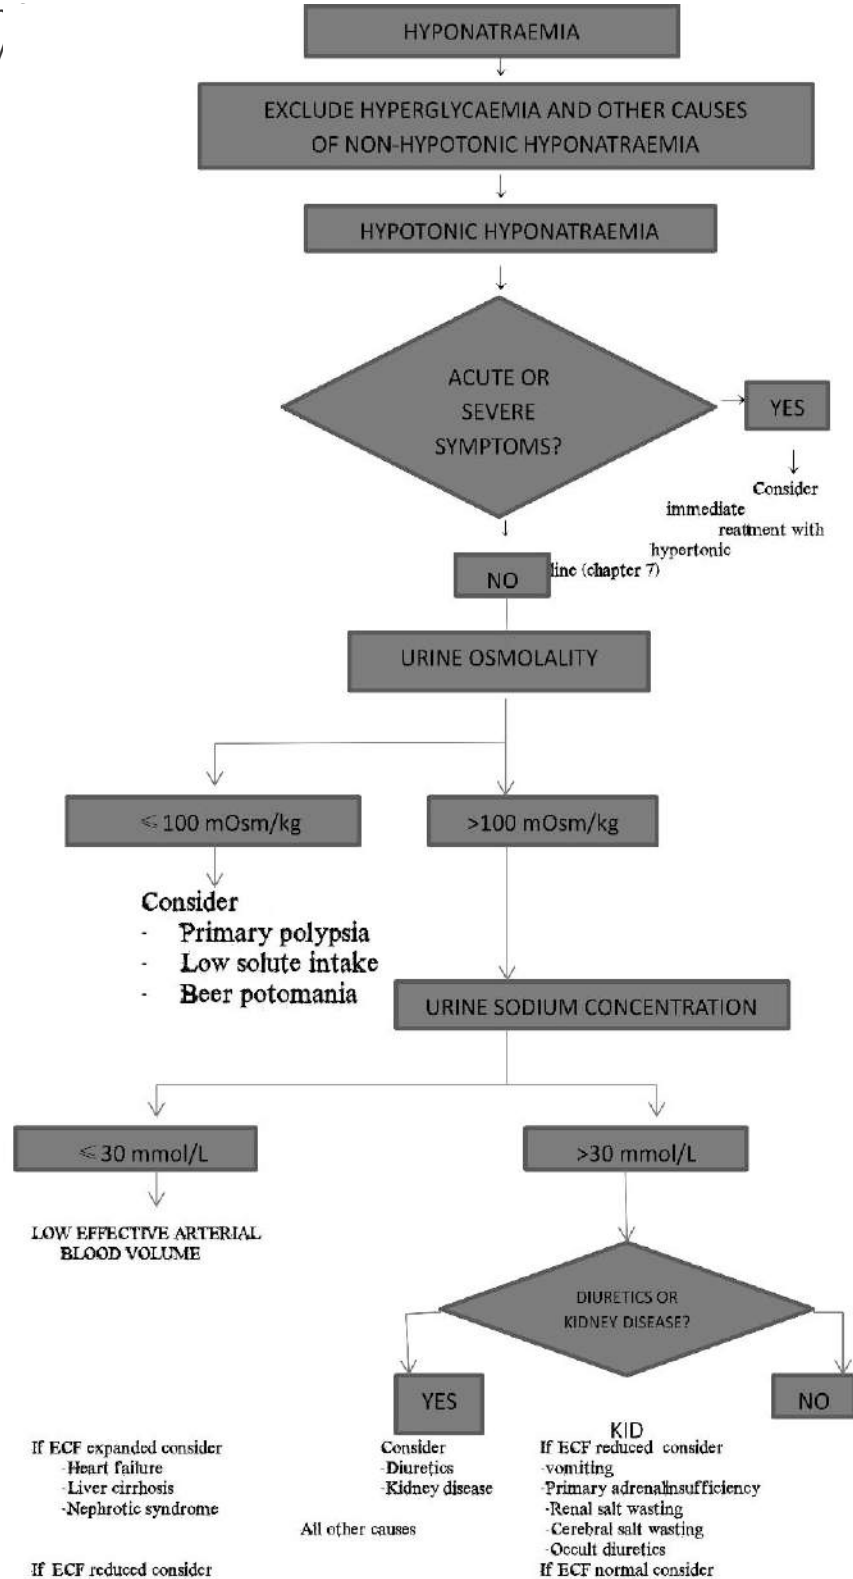 HYPONATRAEMIA
EXCLUDE HYPERGLYCAEMIA AND OTHER CAUSES
OF NON-HYPOTONIC HYPONATRAEMIA
HYPOTONIC HYPONATRAEMIA
ACUTE OR
SEVERE
SYMPTOMS?
YES
Consider
immediate
reatment with
hypertonic
line (chapter 7)
NO
URINE OSMOLALITY
≤ 100 mOsm/kg
>100 mOsm/kg
Consider
- Primary polypsia
- Low solute intake
- Beer potomania
URINE SODIUM CONCENTRATION
≤ 30 mmol/L
>30 mmol/L
LOW EFFECTIVE ARTERIAL
BLOOD VOLUME
DIURETICS OR
KIDNEY DISEASE?
YES
NO
If ECF expanded consider
-Heart failure
-Liver cirrhosis
-Nephrotic syndrome
If ECF reduced consider
Consider
-Diuretics
-Kidney disease
All other causes
KID
If ECF reduced consider
-vomiting
-Primary adrenalinsufficiency
-Renal salt wasting
-Cerebral salt wasting
-Occult diuretics
If ECF normal consider